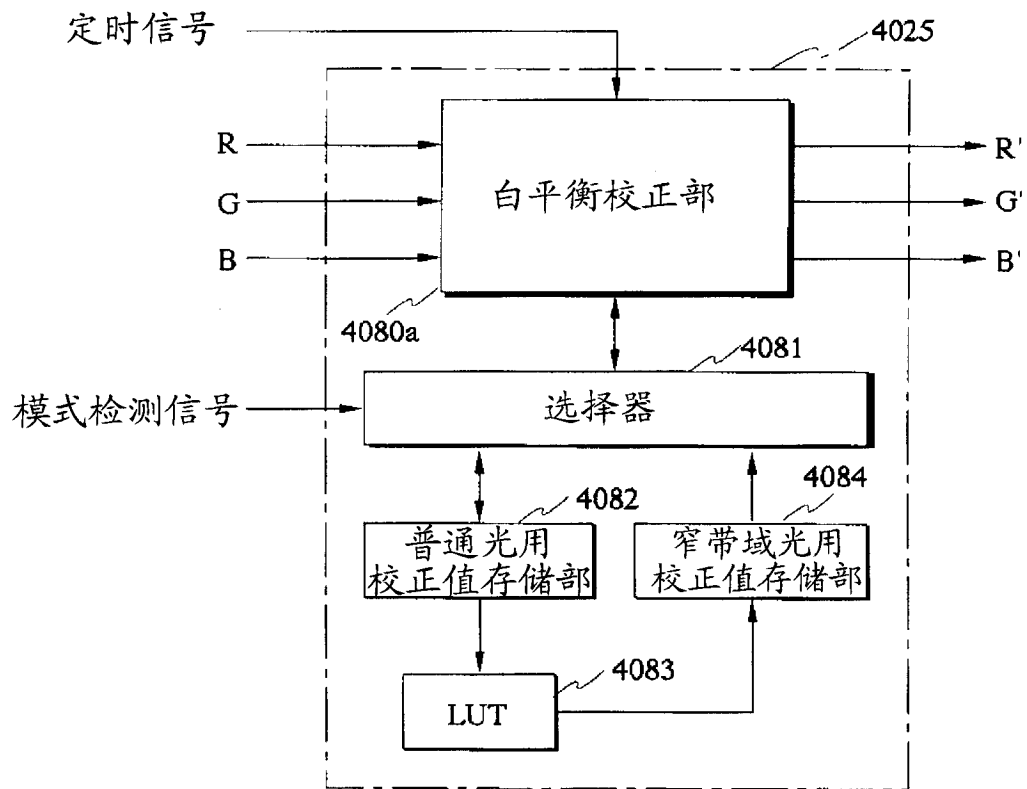 定时信号
4025
R
R'
G
白平衡校正部
G'
B
B'
4080a
4081
模式检测信号
选择器
4082
4084
普通光用
校正值存储部
窄带域光用
校正值存储部
4083
LUT